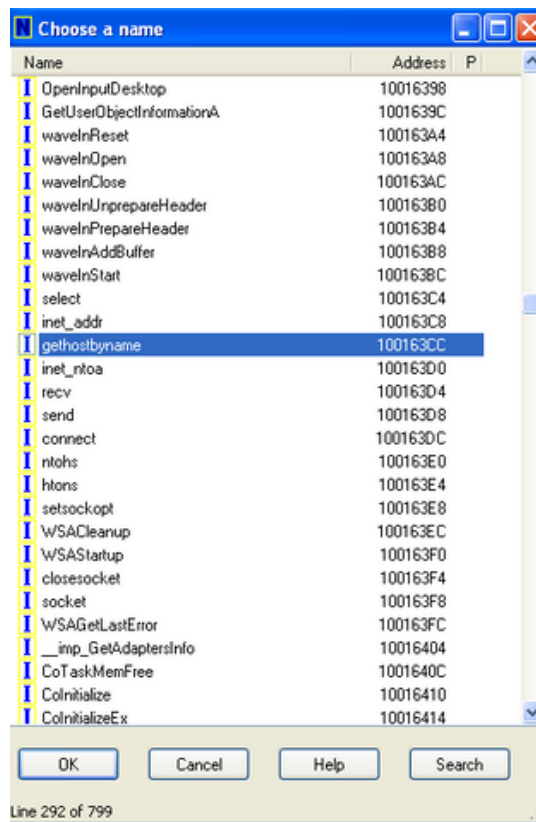 Choose a name
Name Address P
OpenInputDesktop 10016398
GetUserObjectInformationA 1001639C
waveInReset 100163A4
waveInOpen 100163A8
waveInClose 100163AC
waveInUnprepareHeader 100163B0
waveInPrepareHeader 100163B4
waveInAddBuffer 100163B8
waveInStart 100163BC
select 100163C4
inet_addr 100163C8
gethostbyname 100163CC
inet_ntoa 100163D0
recv 100163D4
send 100163D8
connect 100163DC
ntohs 100163E0
htons 100163E4
setsockopt 100163E8
WSACleanup 100163EC
WSAStartup 100163F0
closesocket 100163F4
socket 100163F8
WSAGetLastError 100163FC
__imp_GetAdaptersInfo 10016404
CoTaskMemFree 1001640C
CoInitialize 10016410
CoInitializeEx 10016414
OK Cancel Help Search
Line 292 of 799